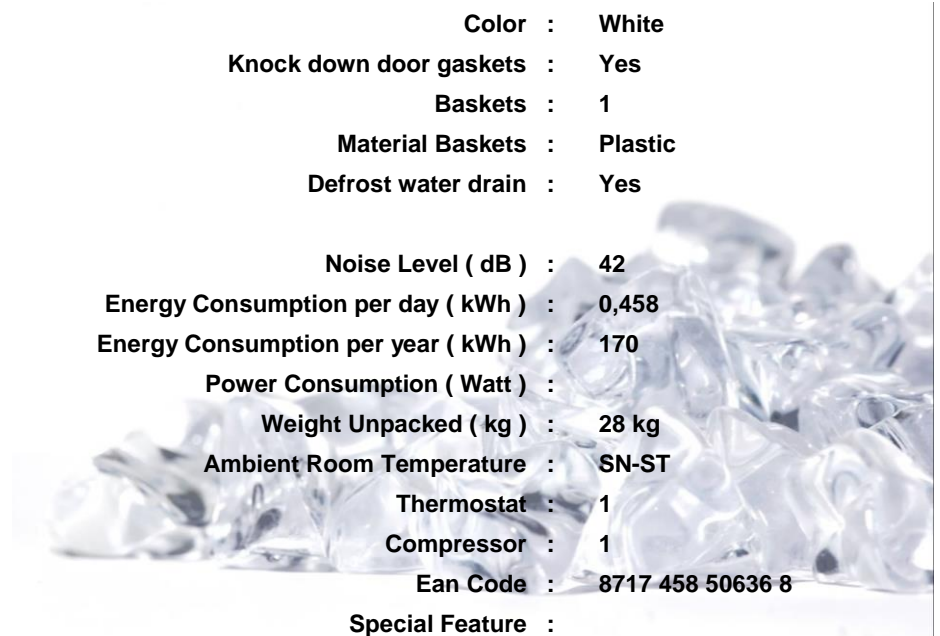 Color : White
Knock down door gaskets : Yes
Baskets : 1
Material Baskets : Plastic
Defrost water drain : Yes
Noise Level ( dB ) : 42
Energy Consumption per day ( kWh ) : 0,458
Energy Consumption per year ( kWh ) : 170
Power Consumption ( Watt ) :
Weight Unpacked ( kg ) : 28 kg
Ambient Room Temperature : SN-ST
Thermostat : 1
Compressor : 1
Ean Code : 8717 458 50636 8
Special Feature :